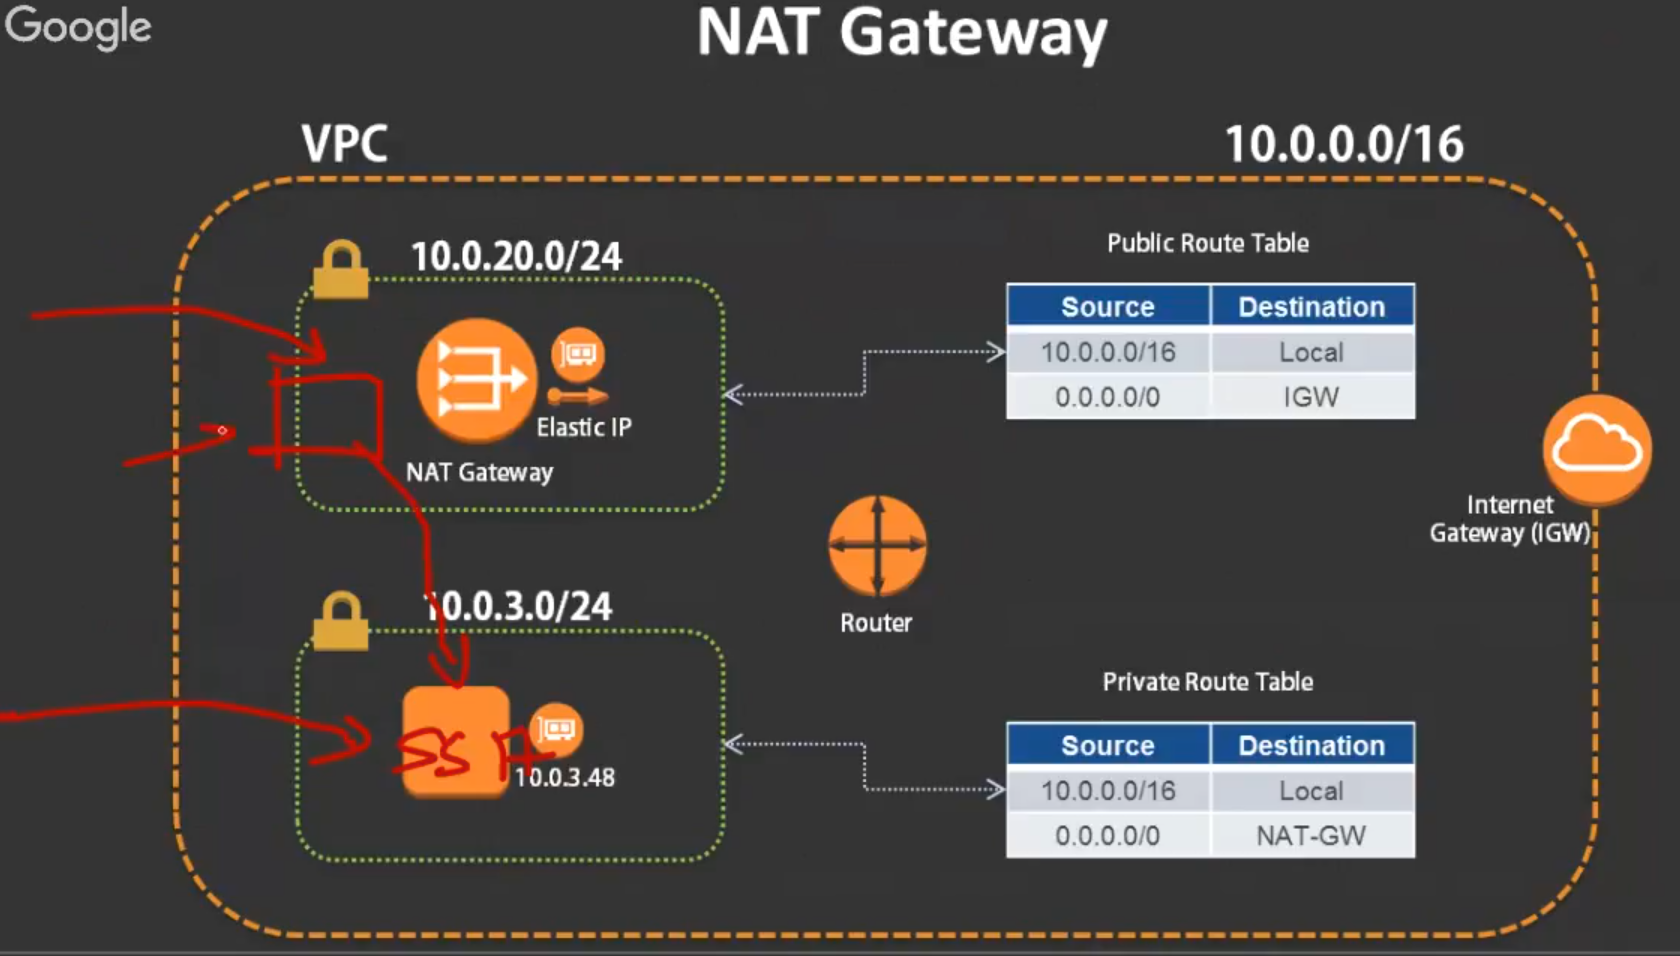 Google
NAT Gateway
VPC
10.0.0.0/16
10.0.20.0/24
Elastic IP
NAT Gateway
Public Route Table
Source Destination
10.0.0.0/16 Local
0.0.0.0/0 IGW
Internet
Gateway (IGW)
Router
10.0.3.0/24
10.0.3.48
Private Route Table
Source Destination
10.0.0.0/16 Local
0.0.0.0/0 NAT-GW